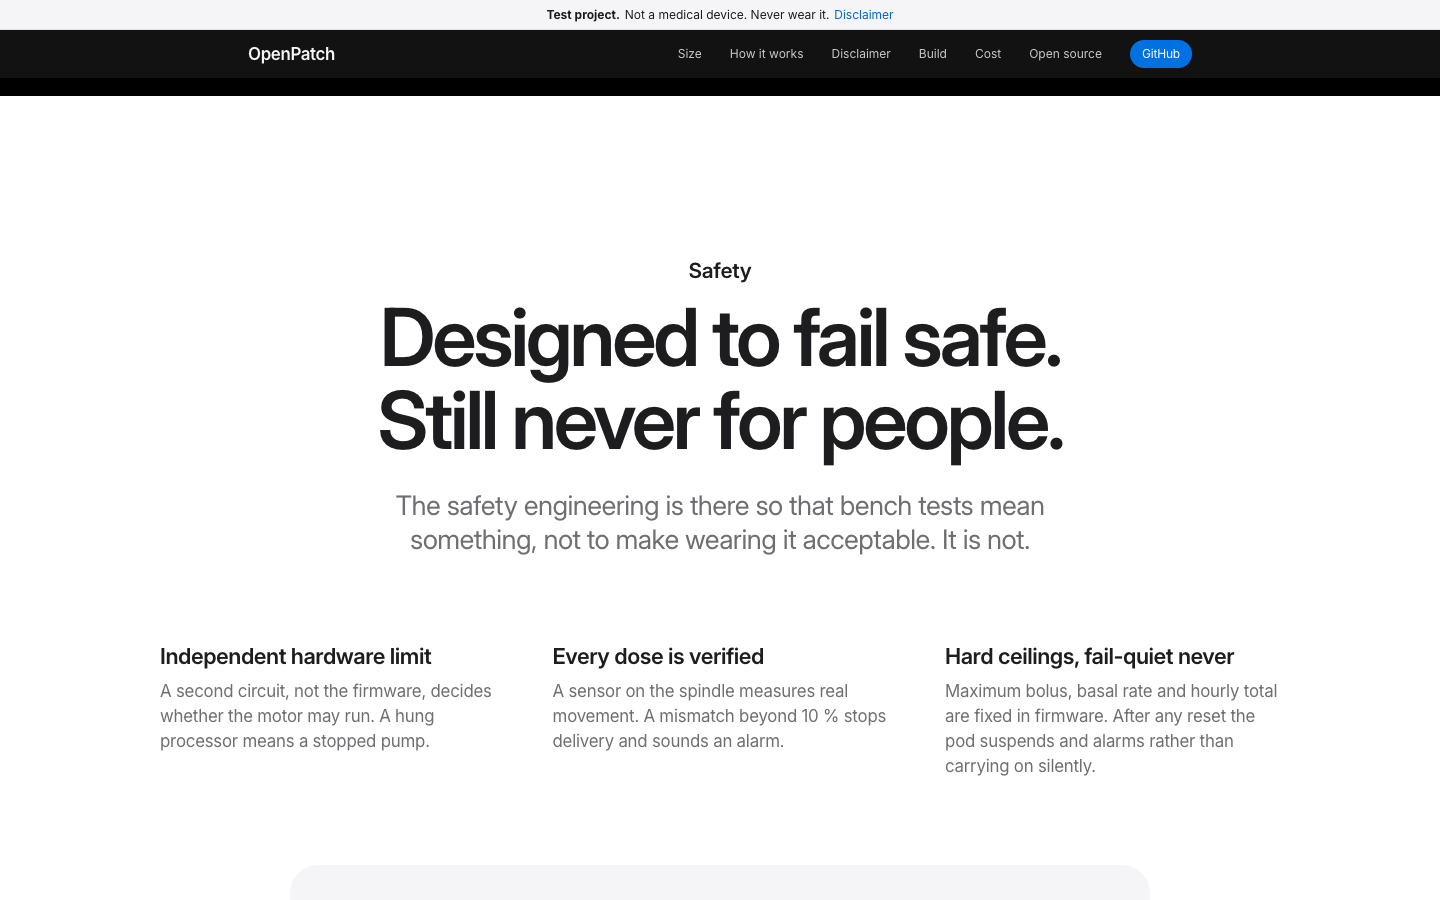 Test project. Not a medical device. Never wear it. Disclaimer
OpenPatch
Size
How it works
Disclaimer
Build
Cost
Open source
GitHub
Safety
Designed to fail safe.
Still never for people.
The safety engineering is there so that bench tests mean
something, not to make wearing it acceptable. It is not.
Independent hardware limit
A second circuit, not the firmware, decides
whether the motor may run. A hung
processor means a stopped pump.
Every dose is verified
A sensor on the spindle measures real
movement. A mismatch beyond 10 % stops
delivery and sounds an alarm.
Hard ceilings, fail-quiet never
Maximum bolus, basal rate and hourly total
are fixed in firmware. After any reset the
pod suspends and alarms rather than
carrying on silently.